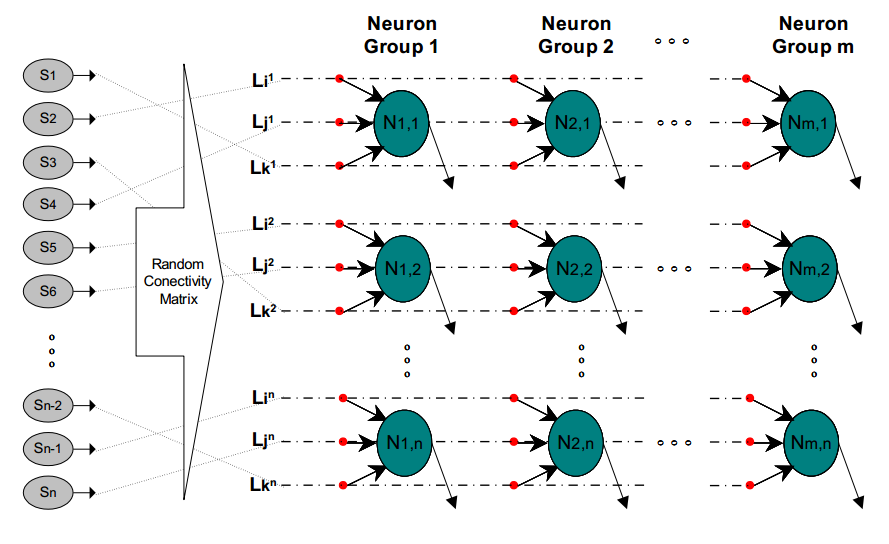 Neuron Group 1
Neuron Group 2
Neuron Group m
S1
S2
S3
S4
S5
S6
Sn-2
Sn-1
Sn
Random
Conectivity
Matrix
Li¹
Lj¹
Lk¹
Li²
Lj²
Lk²
Liⁿ
Ljⁿ
Lkⁿ
N1,1
N2,1
Nm,1
N1,2
N2,2
Nm,2
N1,n
N2,n
Nm,n